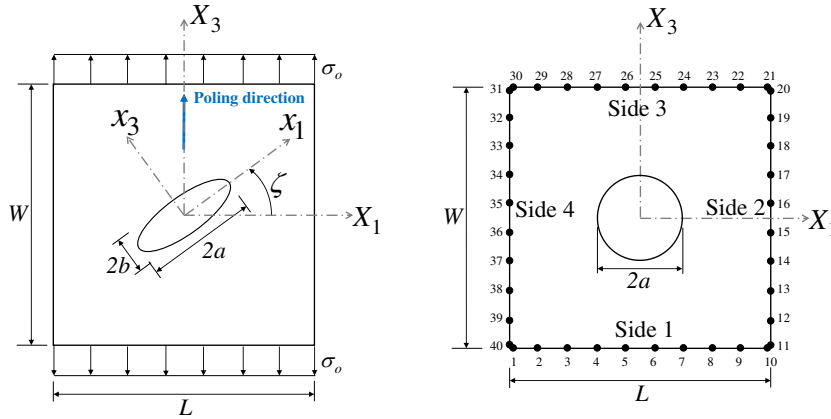 X₃
σₒ
Poling direction
x₃
x₁
ζ
W
X₁
2b
2a
σₒ
L
X₃
30 29 28 27 26 25 24 23 22 21
31 20
Side 3
32 19
33 18
34 17
35 Side 4 Side 2 16
X₁
W
36 15
37 14
2a
38 13
39 12
Side 1
40 11
1 2 3 4 5 6 7 8 9 10
L